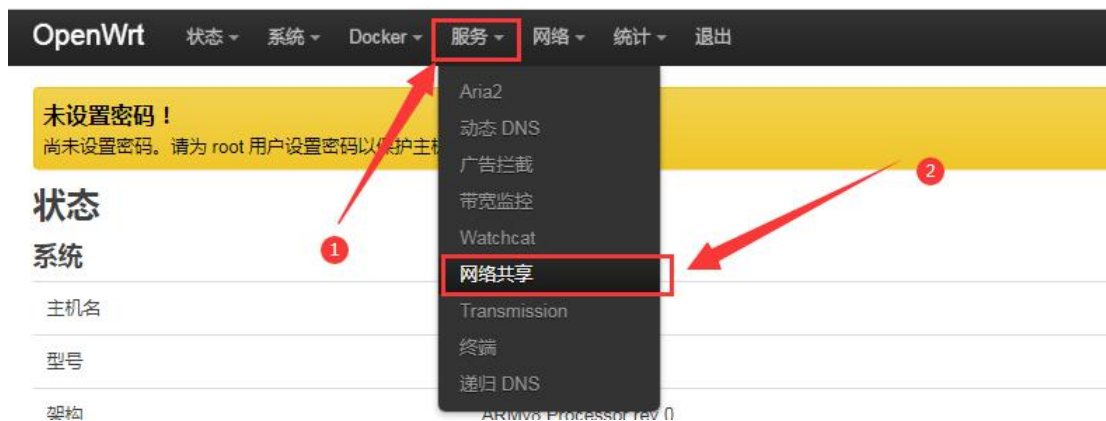 OpenWrt 状态 系统 Docker 服务 网络 统计 退出
未设置密码！
尚未设置密码。请为 root 用户设置密码以保护主机
Aria2
动态 DNS
广告拦截
带宽监控
Watchcat
网络共享
Transmission
终端
递归 DNS
1
2
状态
系统
主机名
型号
架构
ARMv8 Processor rev 0